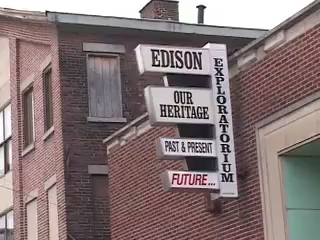 EDISON
OUR
HERITAGE
PAST & PRESENT
FUTURE...
EXPLORATORIUM